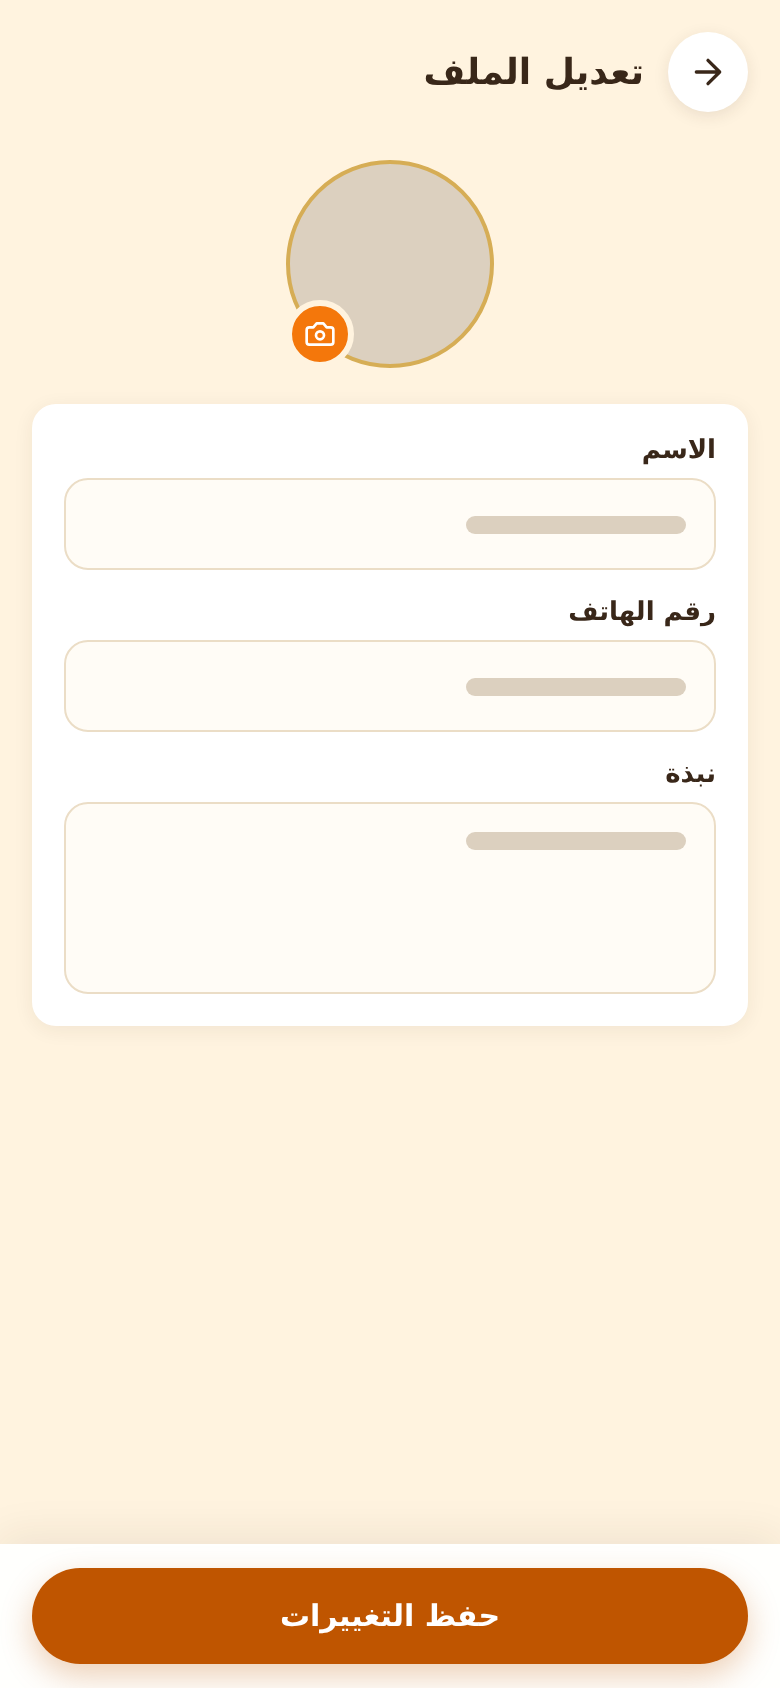 تعديل الملف
الاسم
رقم الهاتف
نبذة
حفظ التغييرات